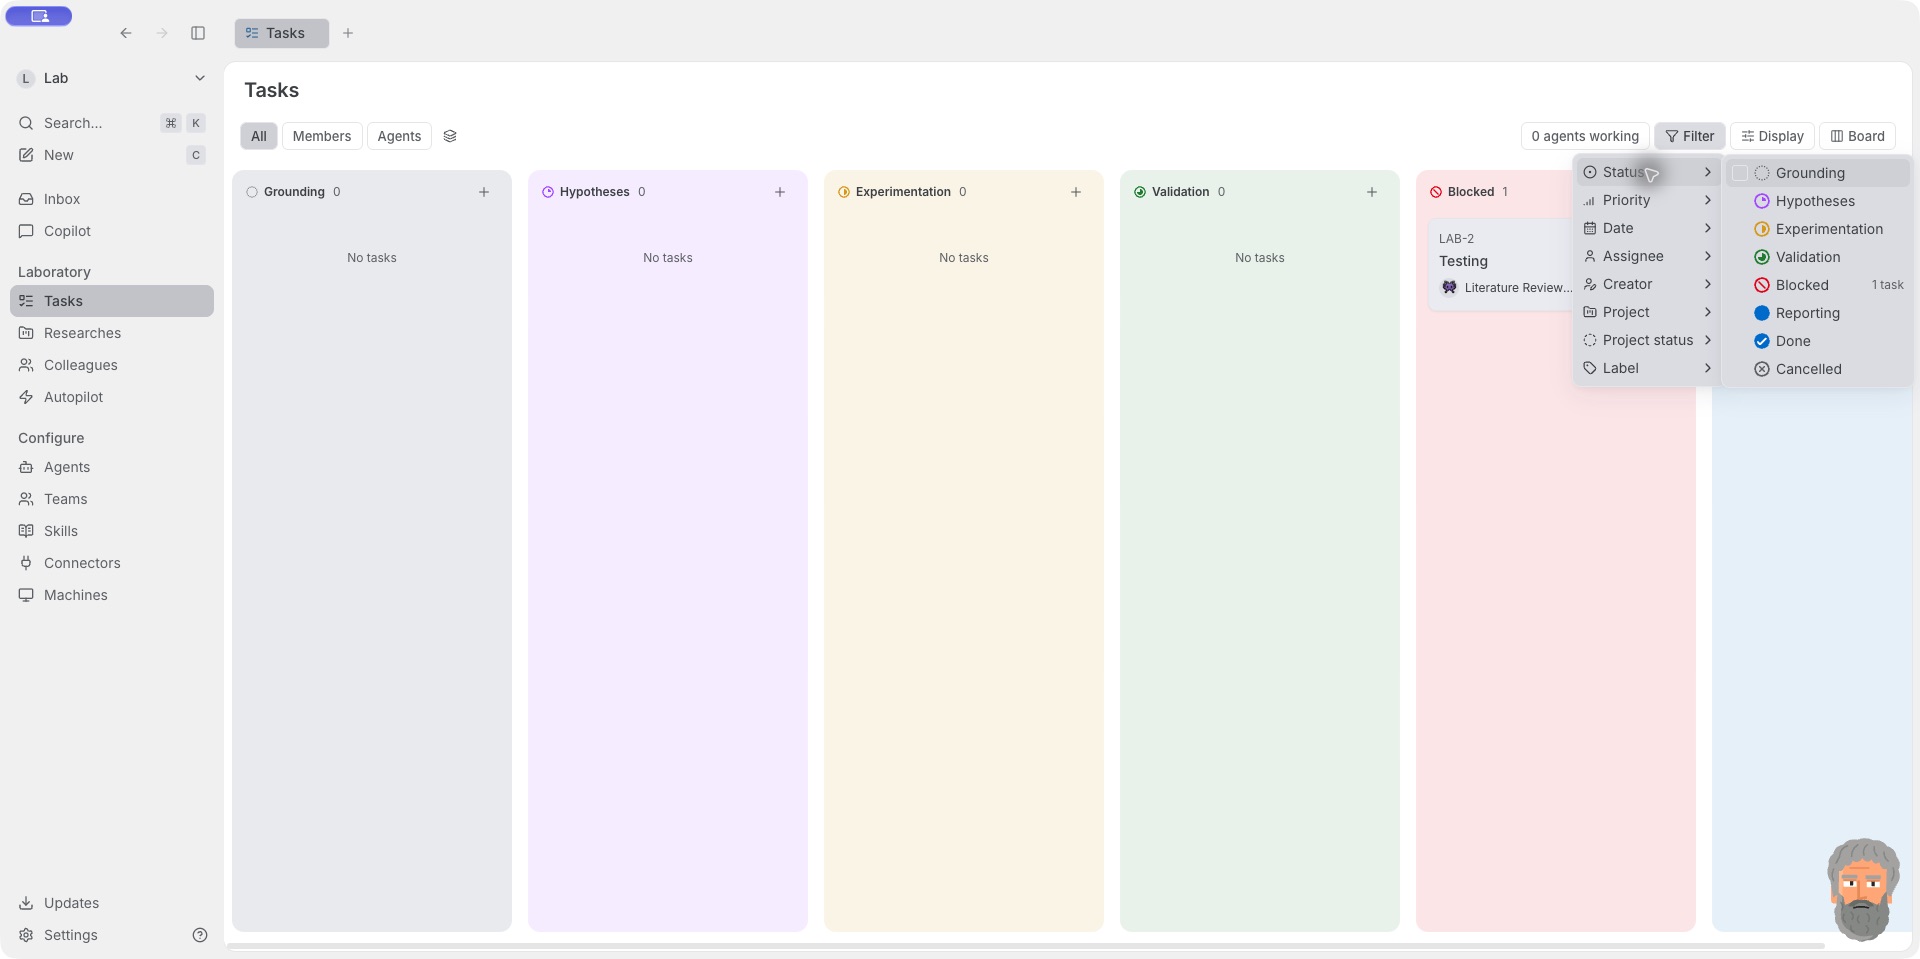 Tasks
L Lab
Search... ⌘ K
New C
Inbox
Copilot
Laboratory
Tasks
Researches
Colleagues
Autopilot
Configure
Agents
Teams
Skills
Connectors
Machines
Updates
Settings
Tasks
All Members Agents
0 agents working Filter Display Board
Grounding 0
No tasks
Hypotheses 0
No tasks
Experimentation 0
No tasks
Validation 0
No tasks
Blocked 1
LAB-2
Testing
Literature Review...
Status
Priority
Date
Assignee
Creator
Project
Project status
Label
Grounding
Hypotheses
Experimentation
Validation
Blocked 1 task
Reporting
Done
Cancelled